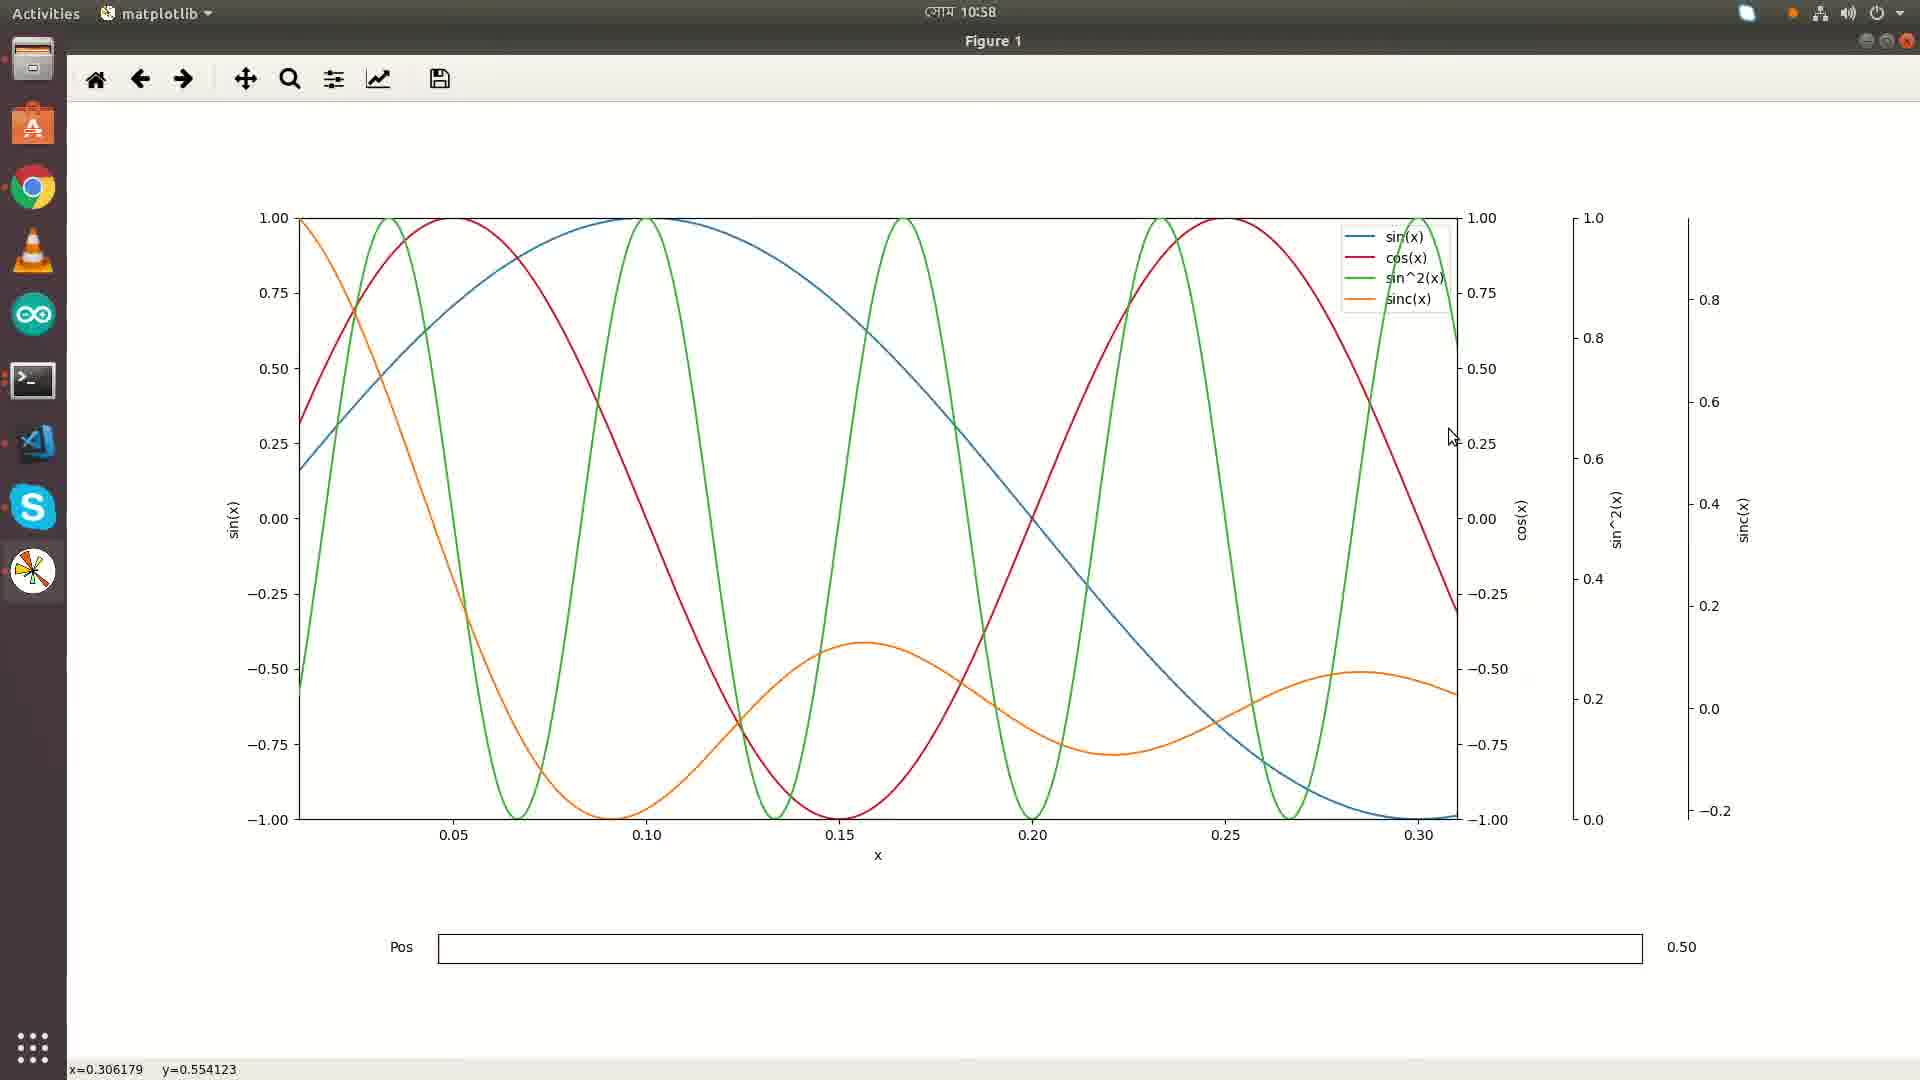 Activities
matplotlib
সোম 10:58
Figure 1
1.00
0.75
0.50
0.25
0.00
−0.25
−0.50
−0.75
−1.00
sin(x)
0.05
0.10
0.15
0.20
0.25
0.30
x
sin(x)
cos(x)
sin^2(x)
sinc(x)
1.00
0.75
0.50
0.25
0.00
−0.25
−0.50
−0.75
−1.00
cos(x)
1.0
0.8
0.6
0.4
0.2
0.0
sin^2(x)
0.8
0.6
0.4
0.2
0.0
−0.2
sinc(x)
Pos
0.50
x=0.306179 y=0.554123